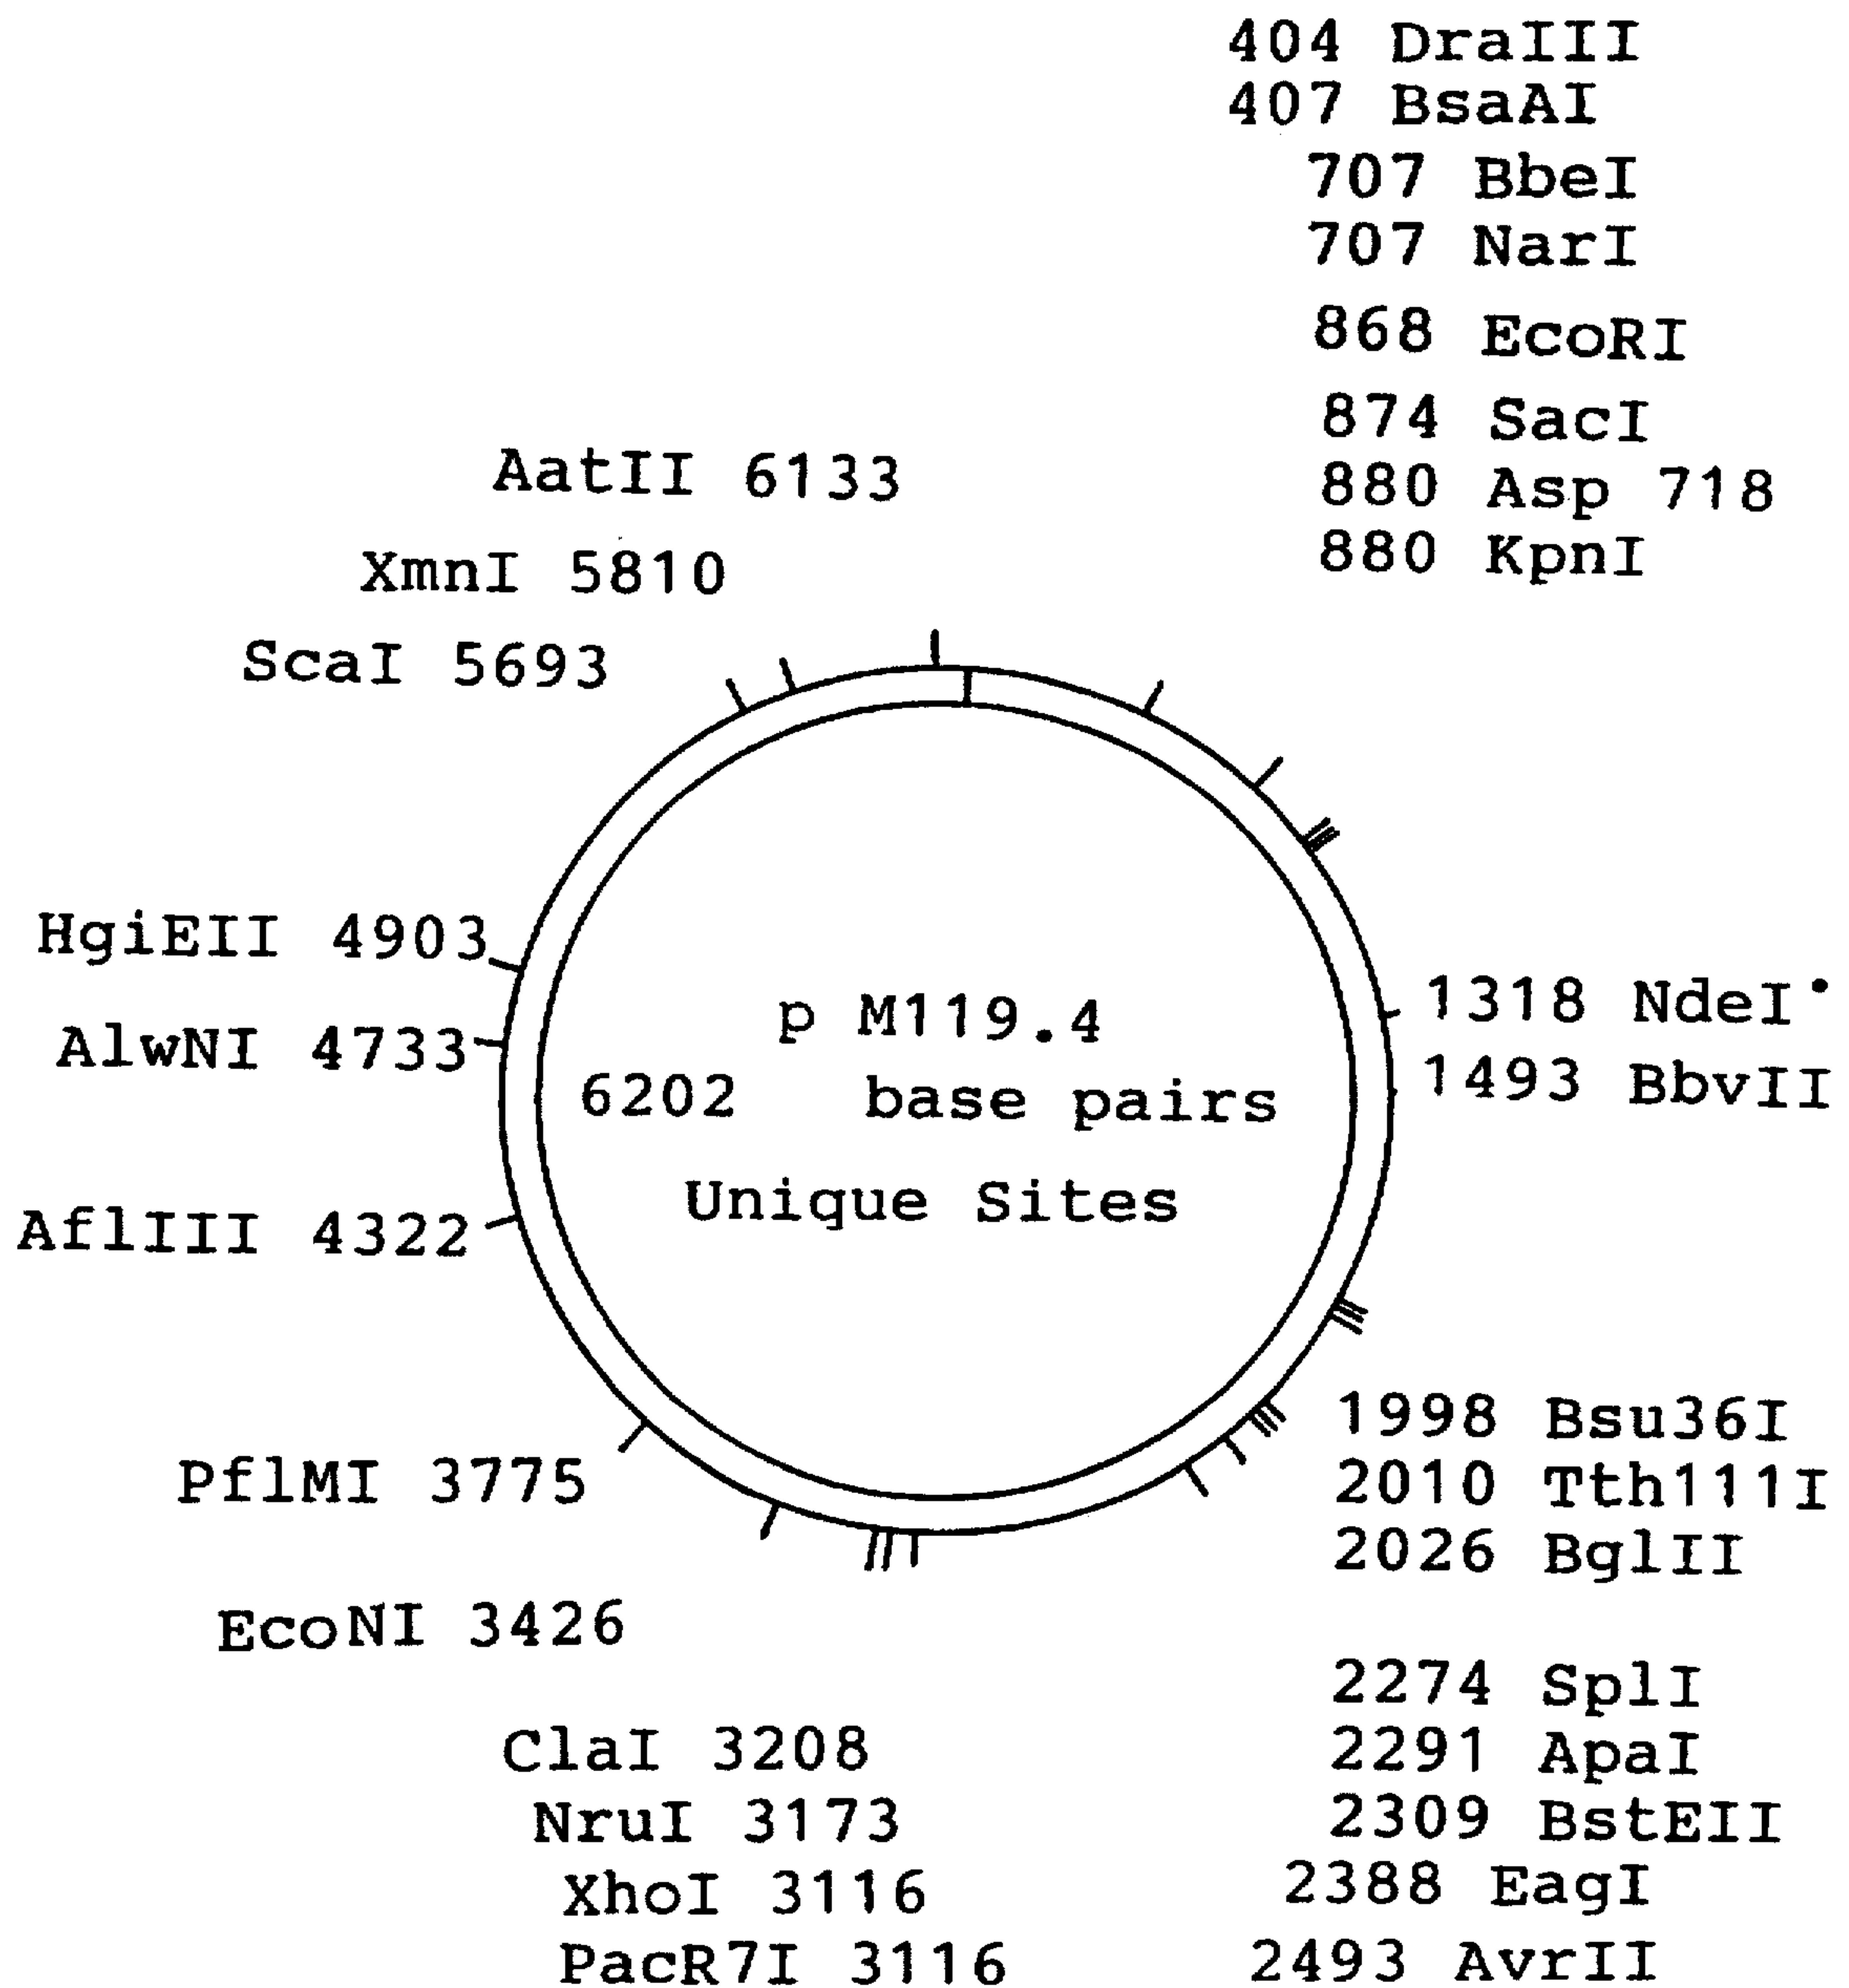 404 DraIII
407 BsaAI
707 BbeI
707 NarI
868 EcoRI
874 SacI
880 Asp 718
880 KpnI
AatII 6133
XmnI 5810
ScaI 5693
HgiEII 4903
AlwNI 4733
AflIII 4322
p M119.4
6202 base pairs
Unique Sites
1318 NdeI
1493 BbvII
1998 Bsu36I
2010 Tth111I
2026 BglII
2274 SplI
2291 ApaI
2309 BstEII
2388 EagI
2493 AvrII
PflMI 3775
EcoNI 3426
ClaI 3208
NruI 3173
XhoI 3116
PacR7I 3116